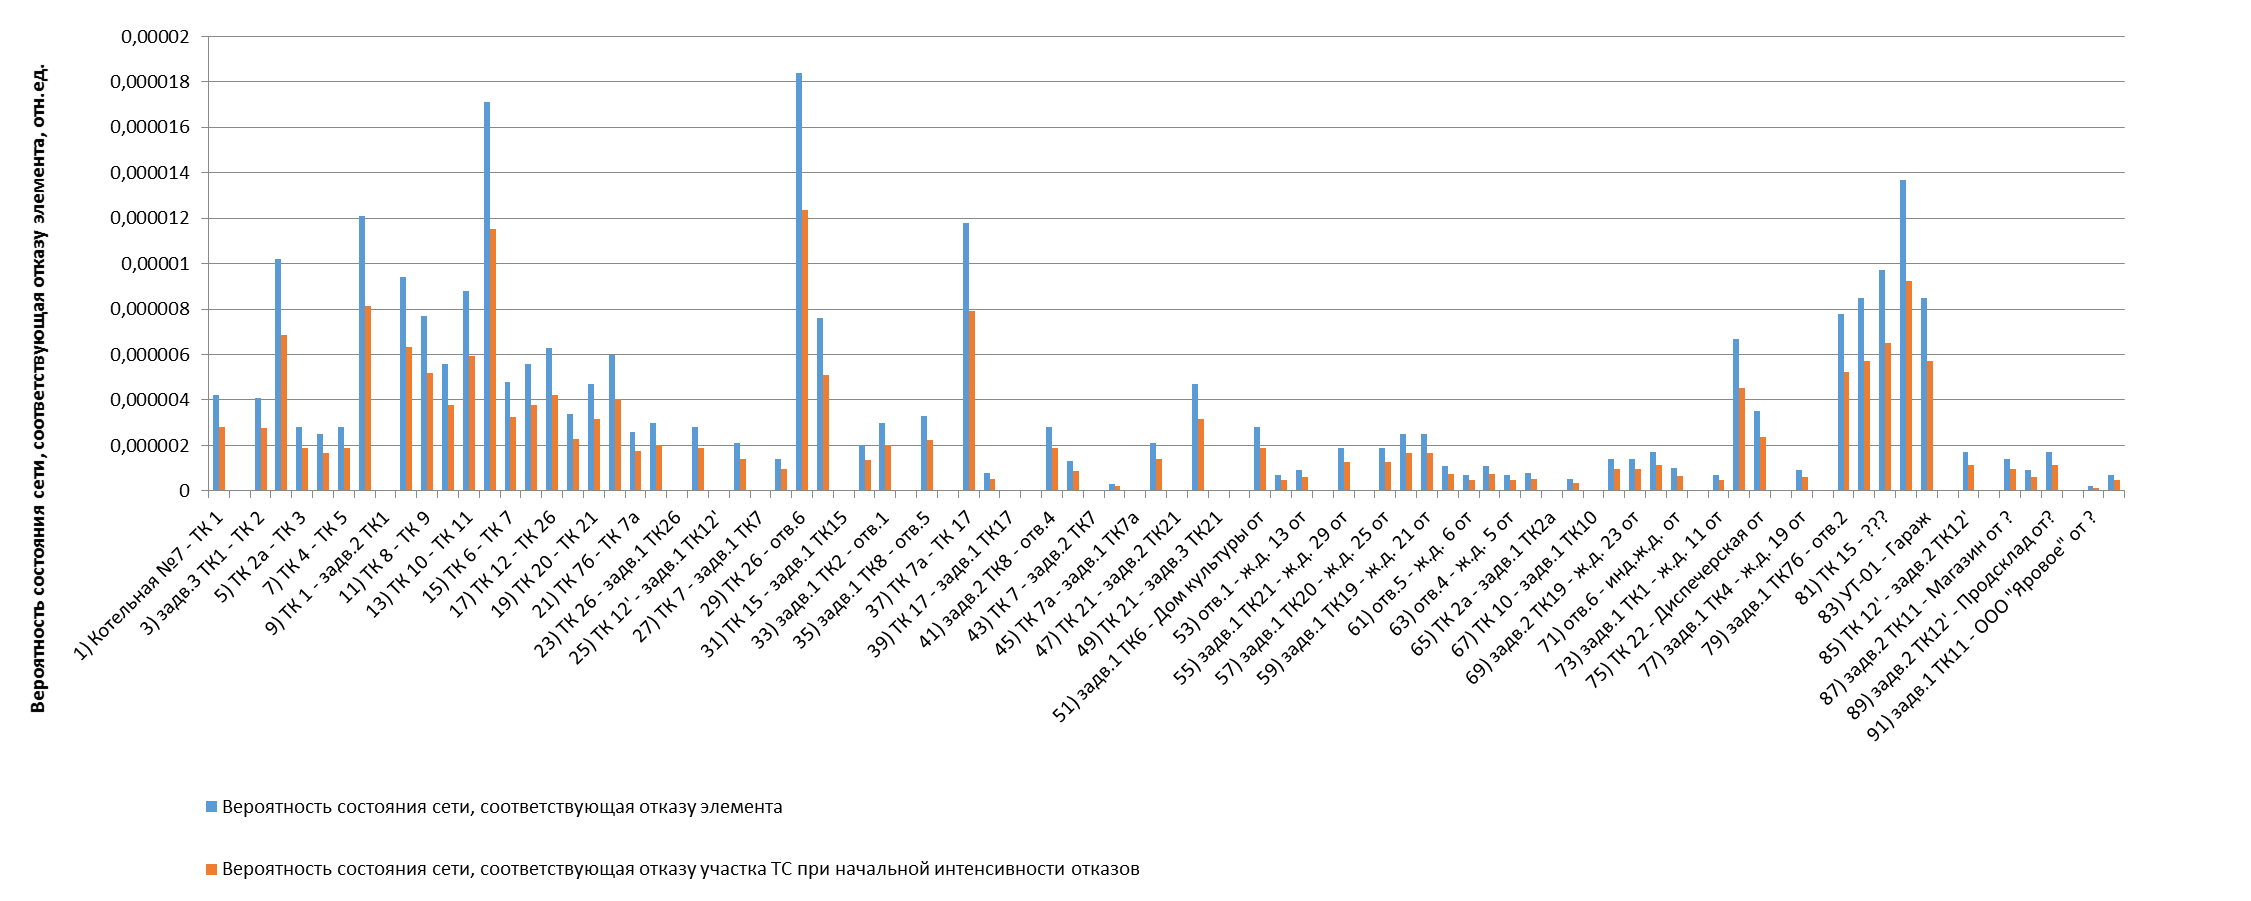 Вероятность состояния сети, соответствующая отказу элемента, отн.ед.
0,00002
0,000018
0,000016
0,000014
0,000012
0,00001
0,000008
0,000006
0,000004
0,000002
0
1) Котельная №7 - ТК 1
3) задв.3 ТК1 - ТК 2
5) ТК 2а - ТК 3
7) ТК 4 - ТК 5
9) ТК 1 - задв.2 ТК1
11) ТК 8 - ТК 9
13) ТК 10 - ТК 11
15) ТК 6 - ТК 7
17) ТК 12 - ТК 26
19) ТК 20 - ТК 21
21) ТК 7б - ТК 7а
23) ТК 26 - задв.1 ТК26
25) ТК 12' - задв.1 ТК12'
27) ТК 7 - задв.1 ТК7
29) ТК 26 - отв.6
31) ТК 15 - задв.1 ТК15
33) задв.1 ТК2 - отв.1
35) задв.1 ТК8 - отв.5
37) ТК 7а - ТК 17
39) ТК 17 - задв.1 ТК17
41) задв.2 ТК8 - отв.4
43) ТК 7 - задв.2 ТК7
45) ТК 7а - задв.1 ТК7а
47) ТК 21 - задв.2 ТК21
49) ТК 21 - задв.3 ТК21
51) задв.1 ТК6 - Дом культуры от
53) отв.1 - ж.д. 13 от
55) задв.1 ТК21 - ж.д. 29 от
57) задв.1 ТК20 - ж.д. 25 от
59) задв.1 ТК19 - ж.д. 21 от
61) отв.5 - ж.д. 6 от
63) отв.4 - ж.д. 5 от
65) ТК 2а - задв.1 ТК2а
67) ТК 10 - задв.1 ТК10
69) задв.2 ТК19 - ж.д. 23 от
71) отв.6 - инд.ж.д. от
73) задв.1 ТК1 - ж.д. 11 от
75) ТК 22 - Диспечерская от
77) задв.1 ТК4 - ж.д. 19 от
79) задв.1 ТК7б - отв.2
81) ТК 15 - ???
83) УТ-01 - Гараж
85) ТК 12' - задв.2 ТК12'
87) задв.2 ТК11 - Магазин от ?
89) задв.2 ТК12' - Продсклад от?
91) задв.1 ТК11 - ООО "Яровое" от ?
Вероятность состояния сети, соответствующая отказу элемента
Вероятность состояния сети, соответствующая отказу участка ТС при начальной интенсивности отказов